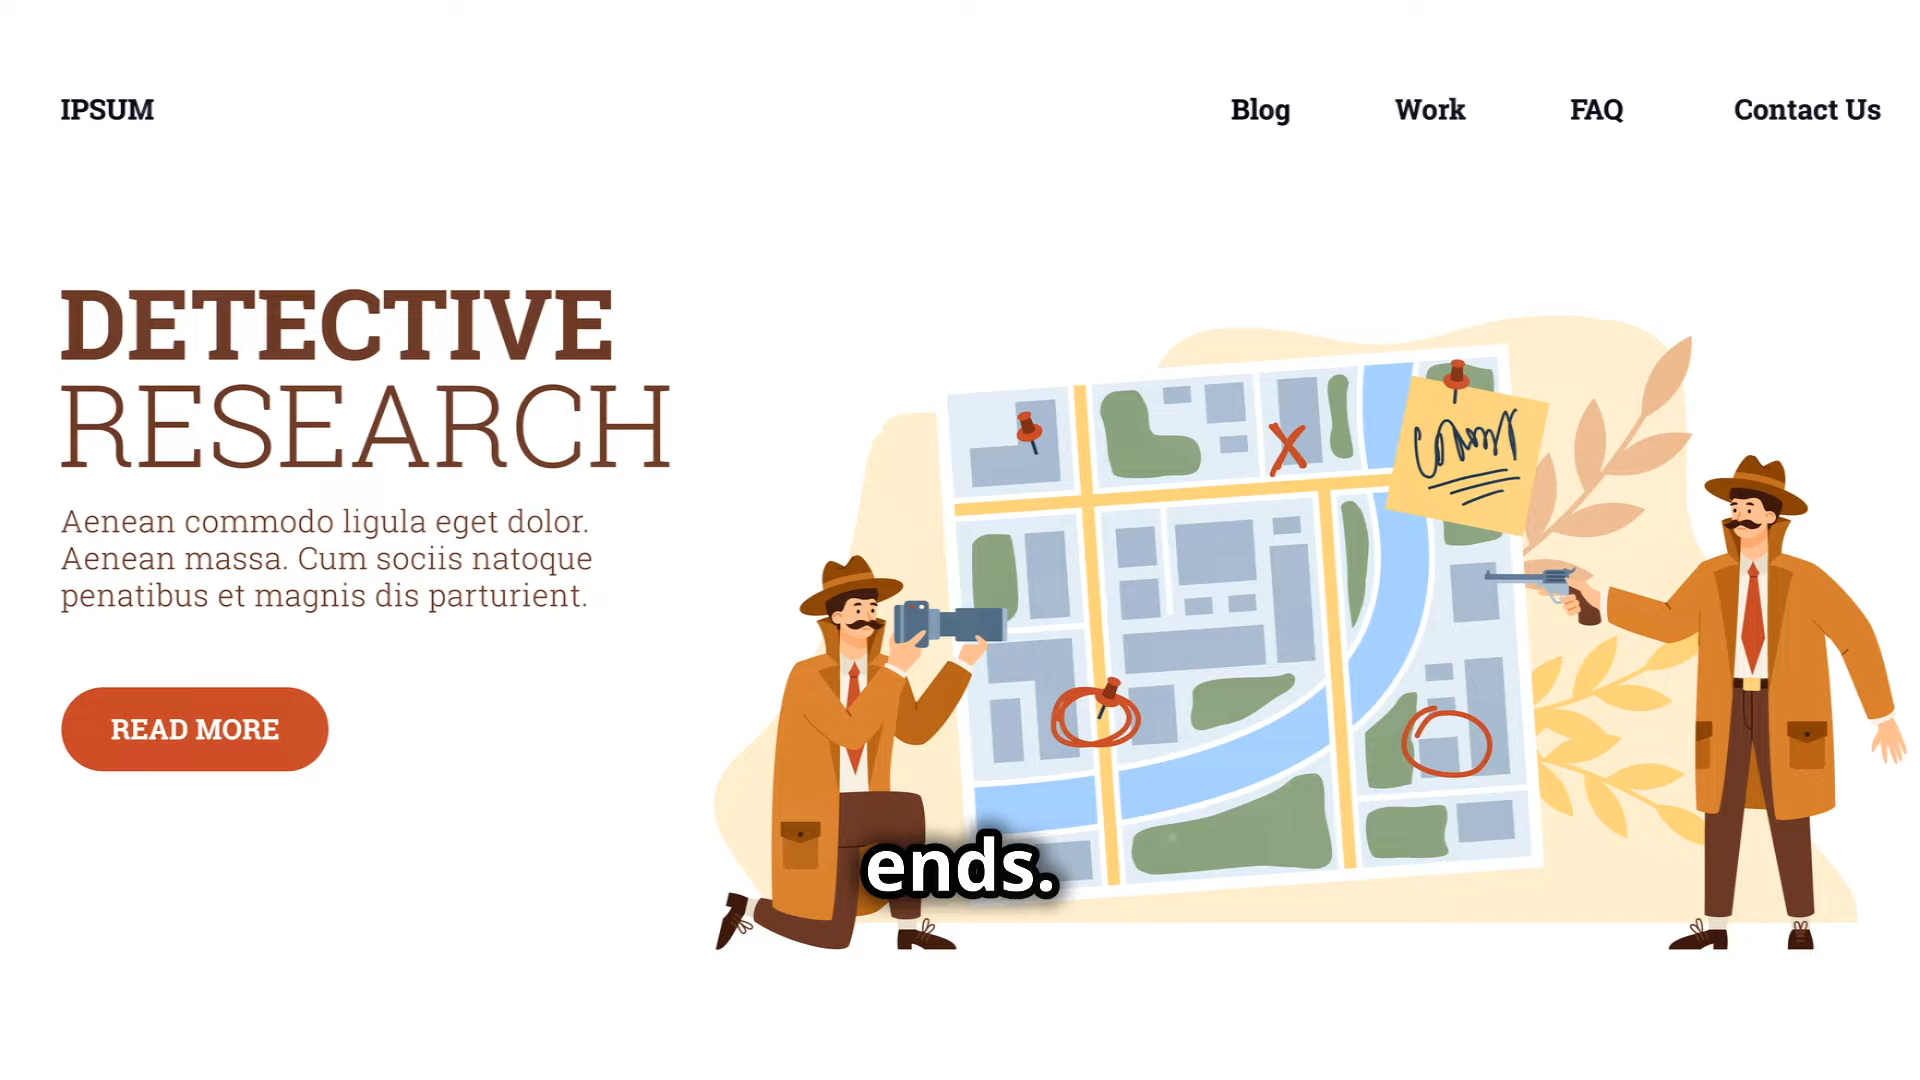 IPSUM
Blog
Work
FAQ
Contact Us
DETECTIVE
RESEARCH
Aenean commodo ligula eget dolor.
Aenean massa. Cum sociis natoque
penatibus et magnis dis parturient.
READ MORE
ends.